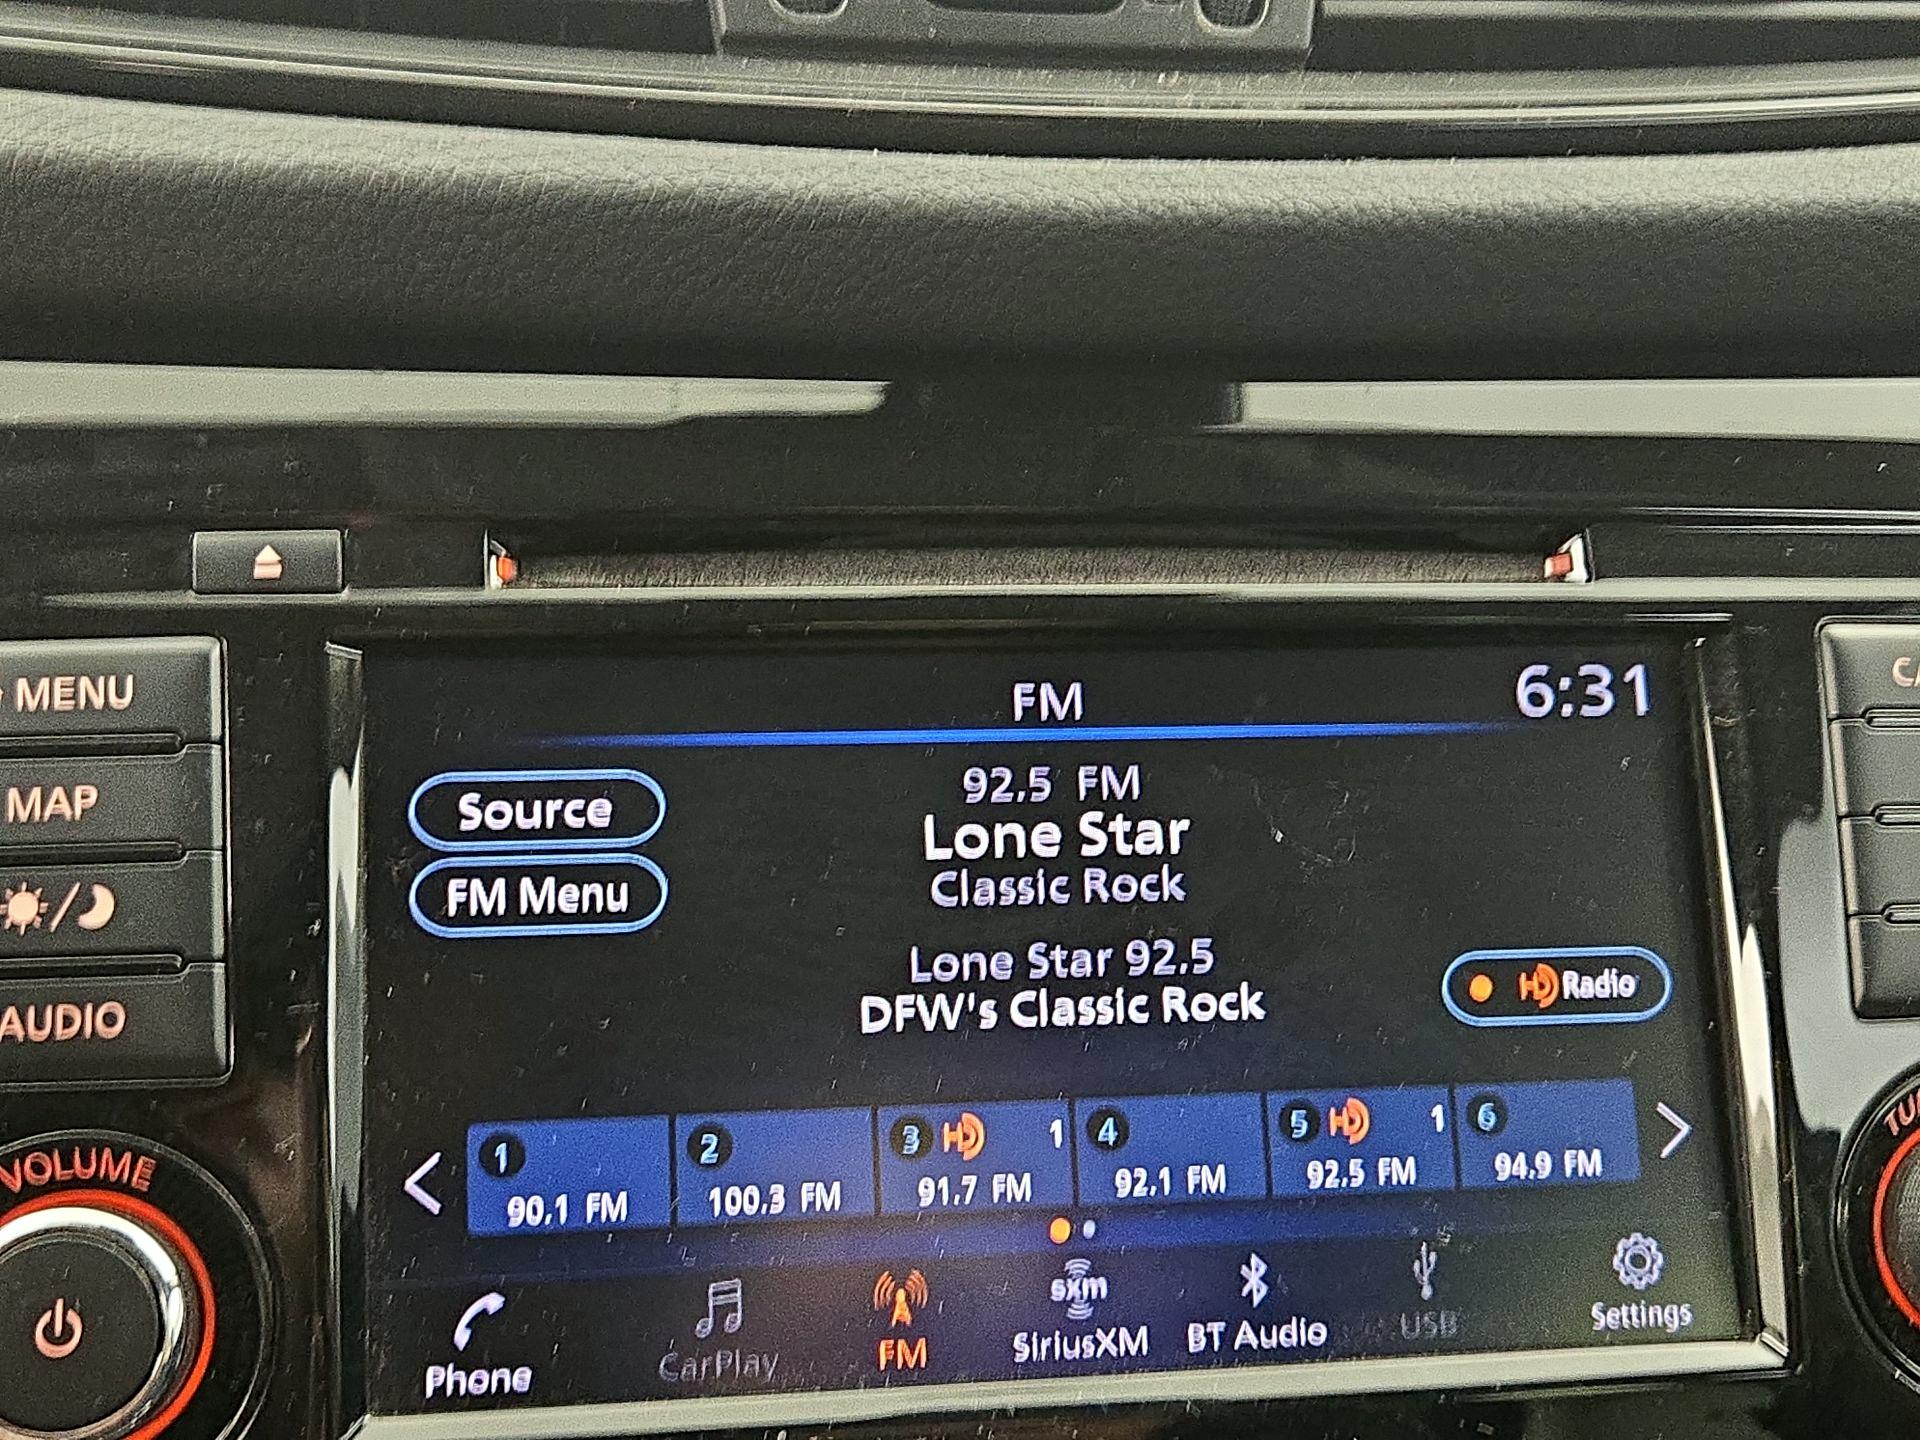 MENU
MAP
AUDIO
VOLUME
FM
6:31
Source
FM Menu
92.5 FM
Lone Star
Classic Rock
Lone Star 92.5
DFW's Classic Rock
HD Radio
1
90.1 FM
2
100.3 FM
3 HD 1
91.7 FM
4
92.1 FM
5 HD 1
92.5 FM
6
94.9 FM
Phone
CarPlay
FM
sxm
SiriusXM
BT Audio
USB
Settings